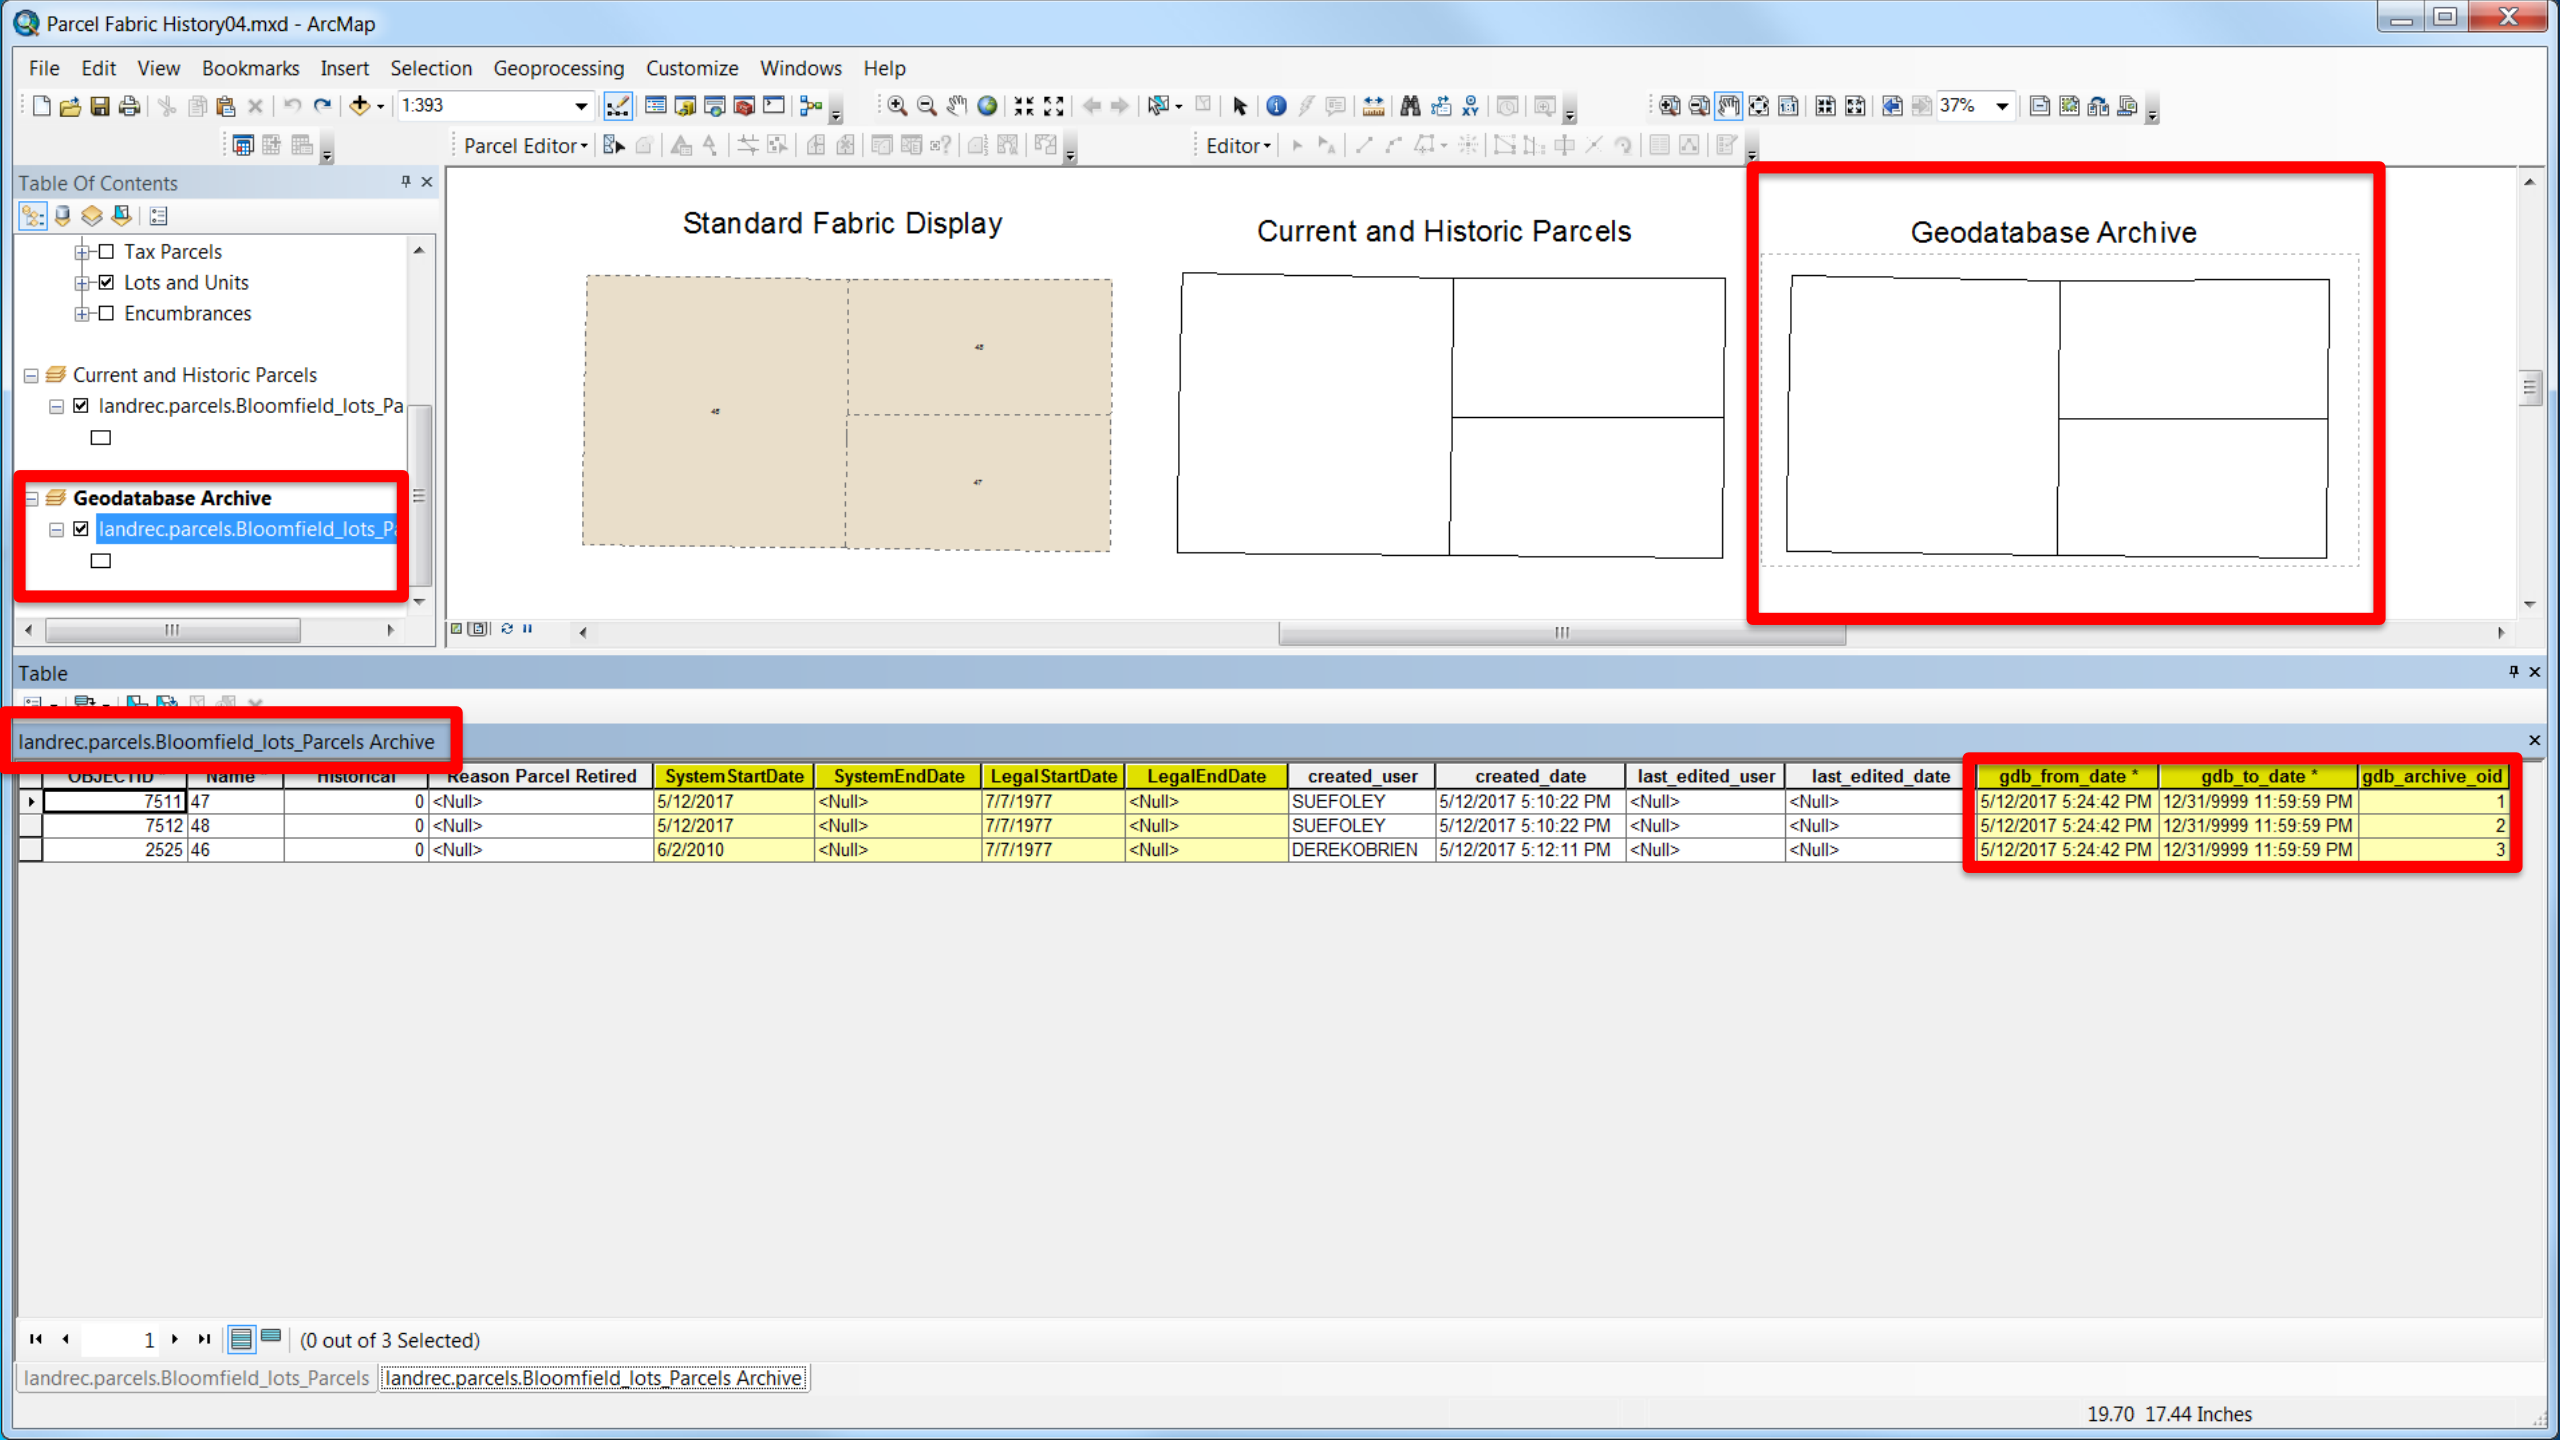 Parcel Fabric History04.mxd - ArcMap
File Edit View Bookmarks Insert Selection Geoprocessing Customize Windows Help
1:393
37%
Parcel Editor
Editor
Table Of Contents
Tax Parcels
Lots and Units
Encumbrances
Current and Historic Parcels
landrec.parcels.Bloomfield_lots_Pa
Geodatabase Archive
landrec.parcels.Bloomfield_lots_Pa
Standard Fabric Display
Current and Historic Parcels
Geodatabase Archive
47
Table
landrec.parcels.Bloomfield_lots_Parcels Archive
OBJECTID * Name * Historical Reason Parcel Retired SystemStartDate SystemEndDate LegalStartDate LegalEndDate created_user created_date last_edited_user last_edited_date gdb_from_date * gdb_to_date * gdb_archive_oid
7511 47 0 <Null> 5/12/2017 <Null> 7/7/1977 <Null> SUEFOLEY 5/12/2017 5:10:22 PM <Null> <Null> 5/12/2017 5:24:42 PM 12/31/9999 11:59:59 PM 1
7512 48 0 <Null> 5/12/2017 <Null> 7/7/1977 <Null> SUEFOLEY 5/12/2017 5:10:22 PM <Null> <Null> 5/12/2017 5:24:42 PM 12/31/9999 11:59:59 PM 2
2525 46 0 <Null> 6/2/2010 <Null> 7/7/1977 <Null> DEREKOBRIEN 5/12/2017 5:12:11 PM <Null> <Null> 5/12/2017 5:24:42 PM 12/31/9999 11:59:59 PM 3
1 (0 out of 3 Selected)
landrec.parcels.Bloomfield_lots_Parcels landrec.parcels.Bloomfield_lots_Parcels Archive
19.70 17.44 Inches